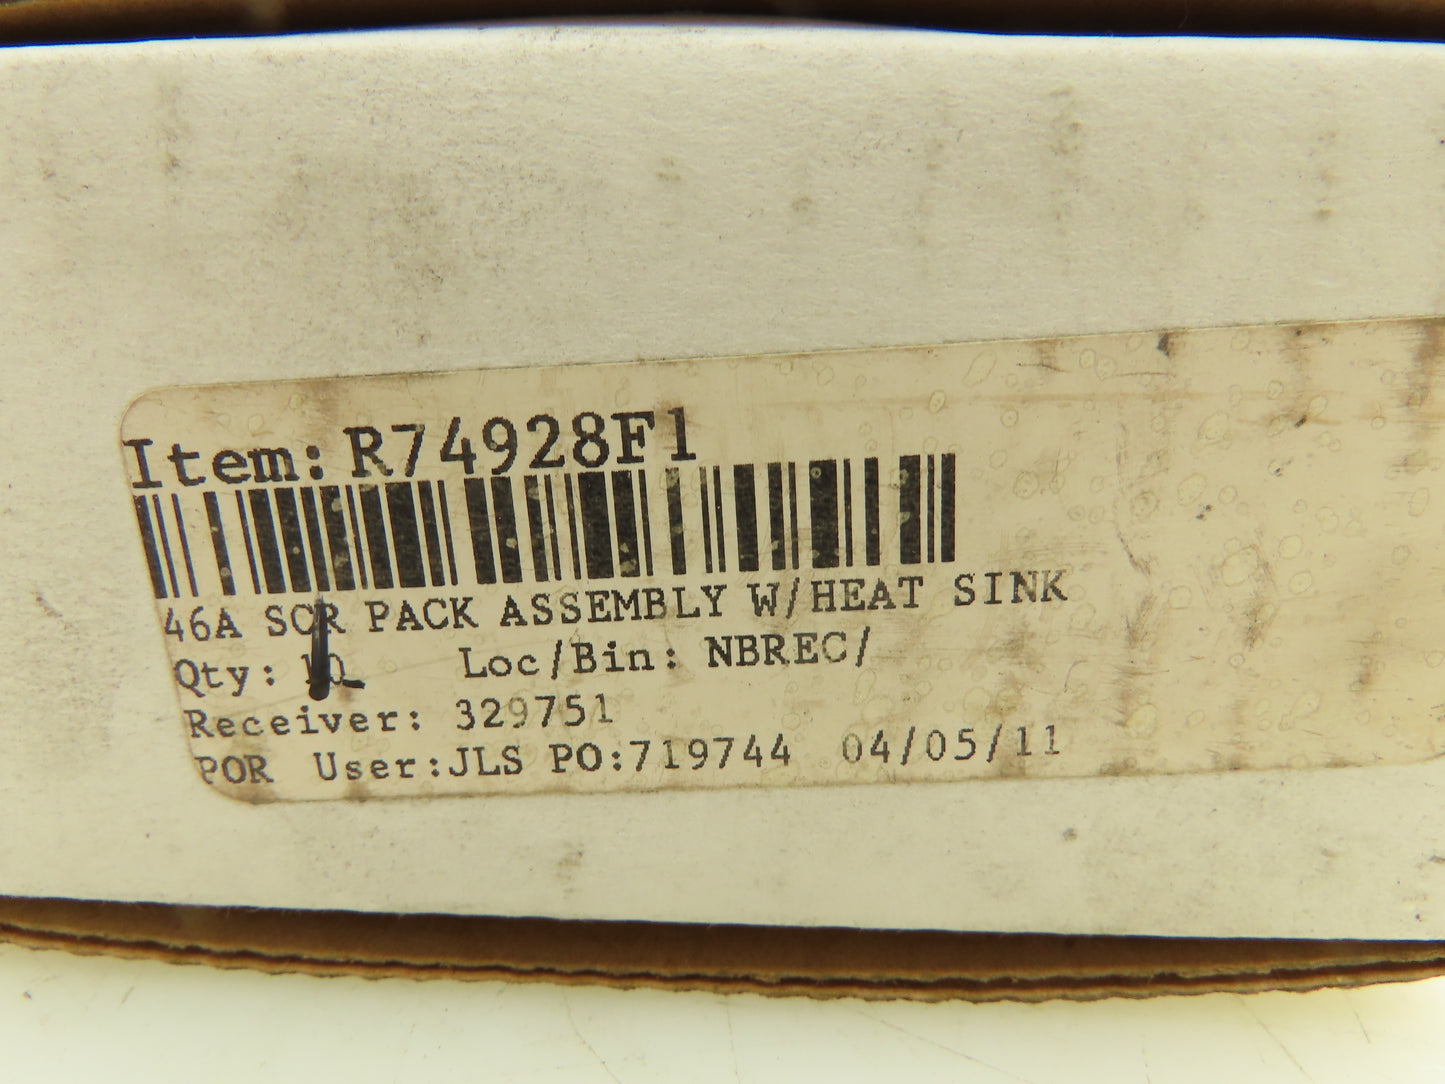 Item: R74928F1
46A SCR PACK ASSEMBLY W/HEAT SINK
Qty: 10 Loc/Bin: NBREC/
Receiver: 329751
POR User:JLS PO:719744 04/05/11